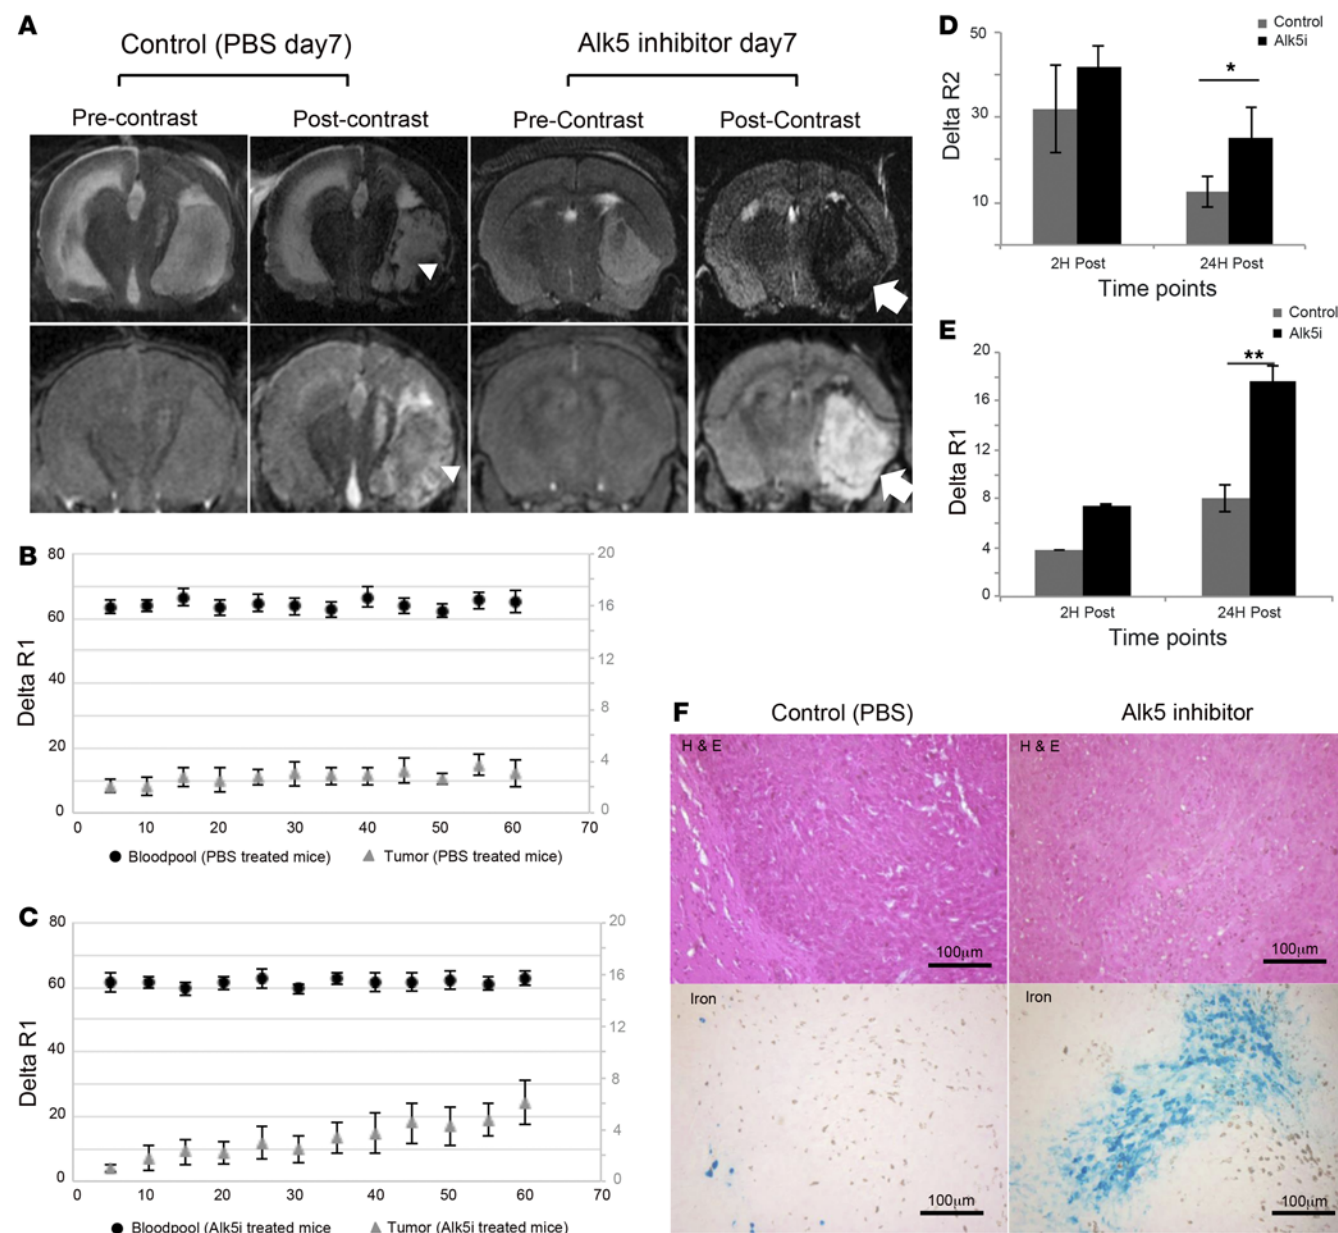 A
Control (PBS day7)
Alk5 inhibitor day7
Pre-contrast
Post-contrast
Pre-Contrast
Post-Contrast
B
80
60
40
20
0
Delta R1
20
16
12
8
4
0
0 10 20 30 40 50 60 70
Bloodpool (PBS treated mice)
Tumor (PBS treated mice)
C
80
60
40
20
0
Delta R1
20
16
12
8
4
0
0 10 20 30 40 50 60 70
Bloodpool (Alk5i treated mice
Tumor (Alk5i treated mice)
D
Control
Alk5i
50
30
10
Delta R2
*
2H Post
24H Post
Time points
E
Control
Alk5i
20
16
12
8
4
0
Delta R1
**
2H Post
24H Post
Time points
F
Control (PBS)
Alk5 inhibitor
H & E
100µm
H & E
100µm
Iron
100µm
Iron
100µm